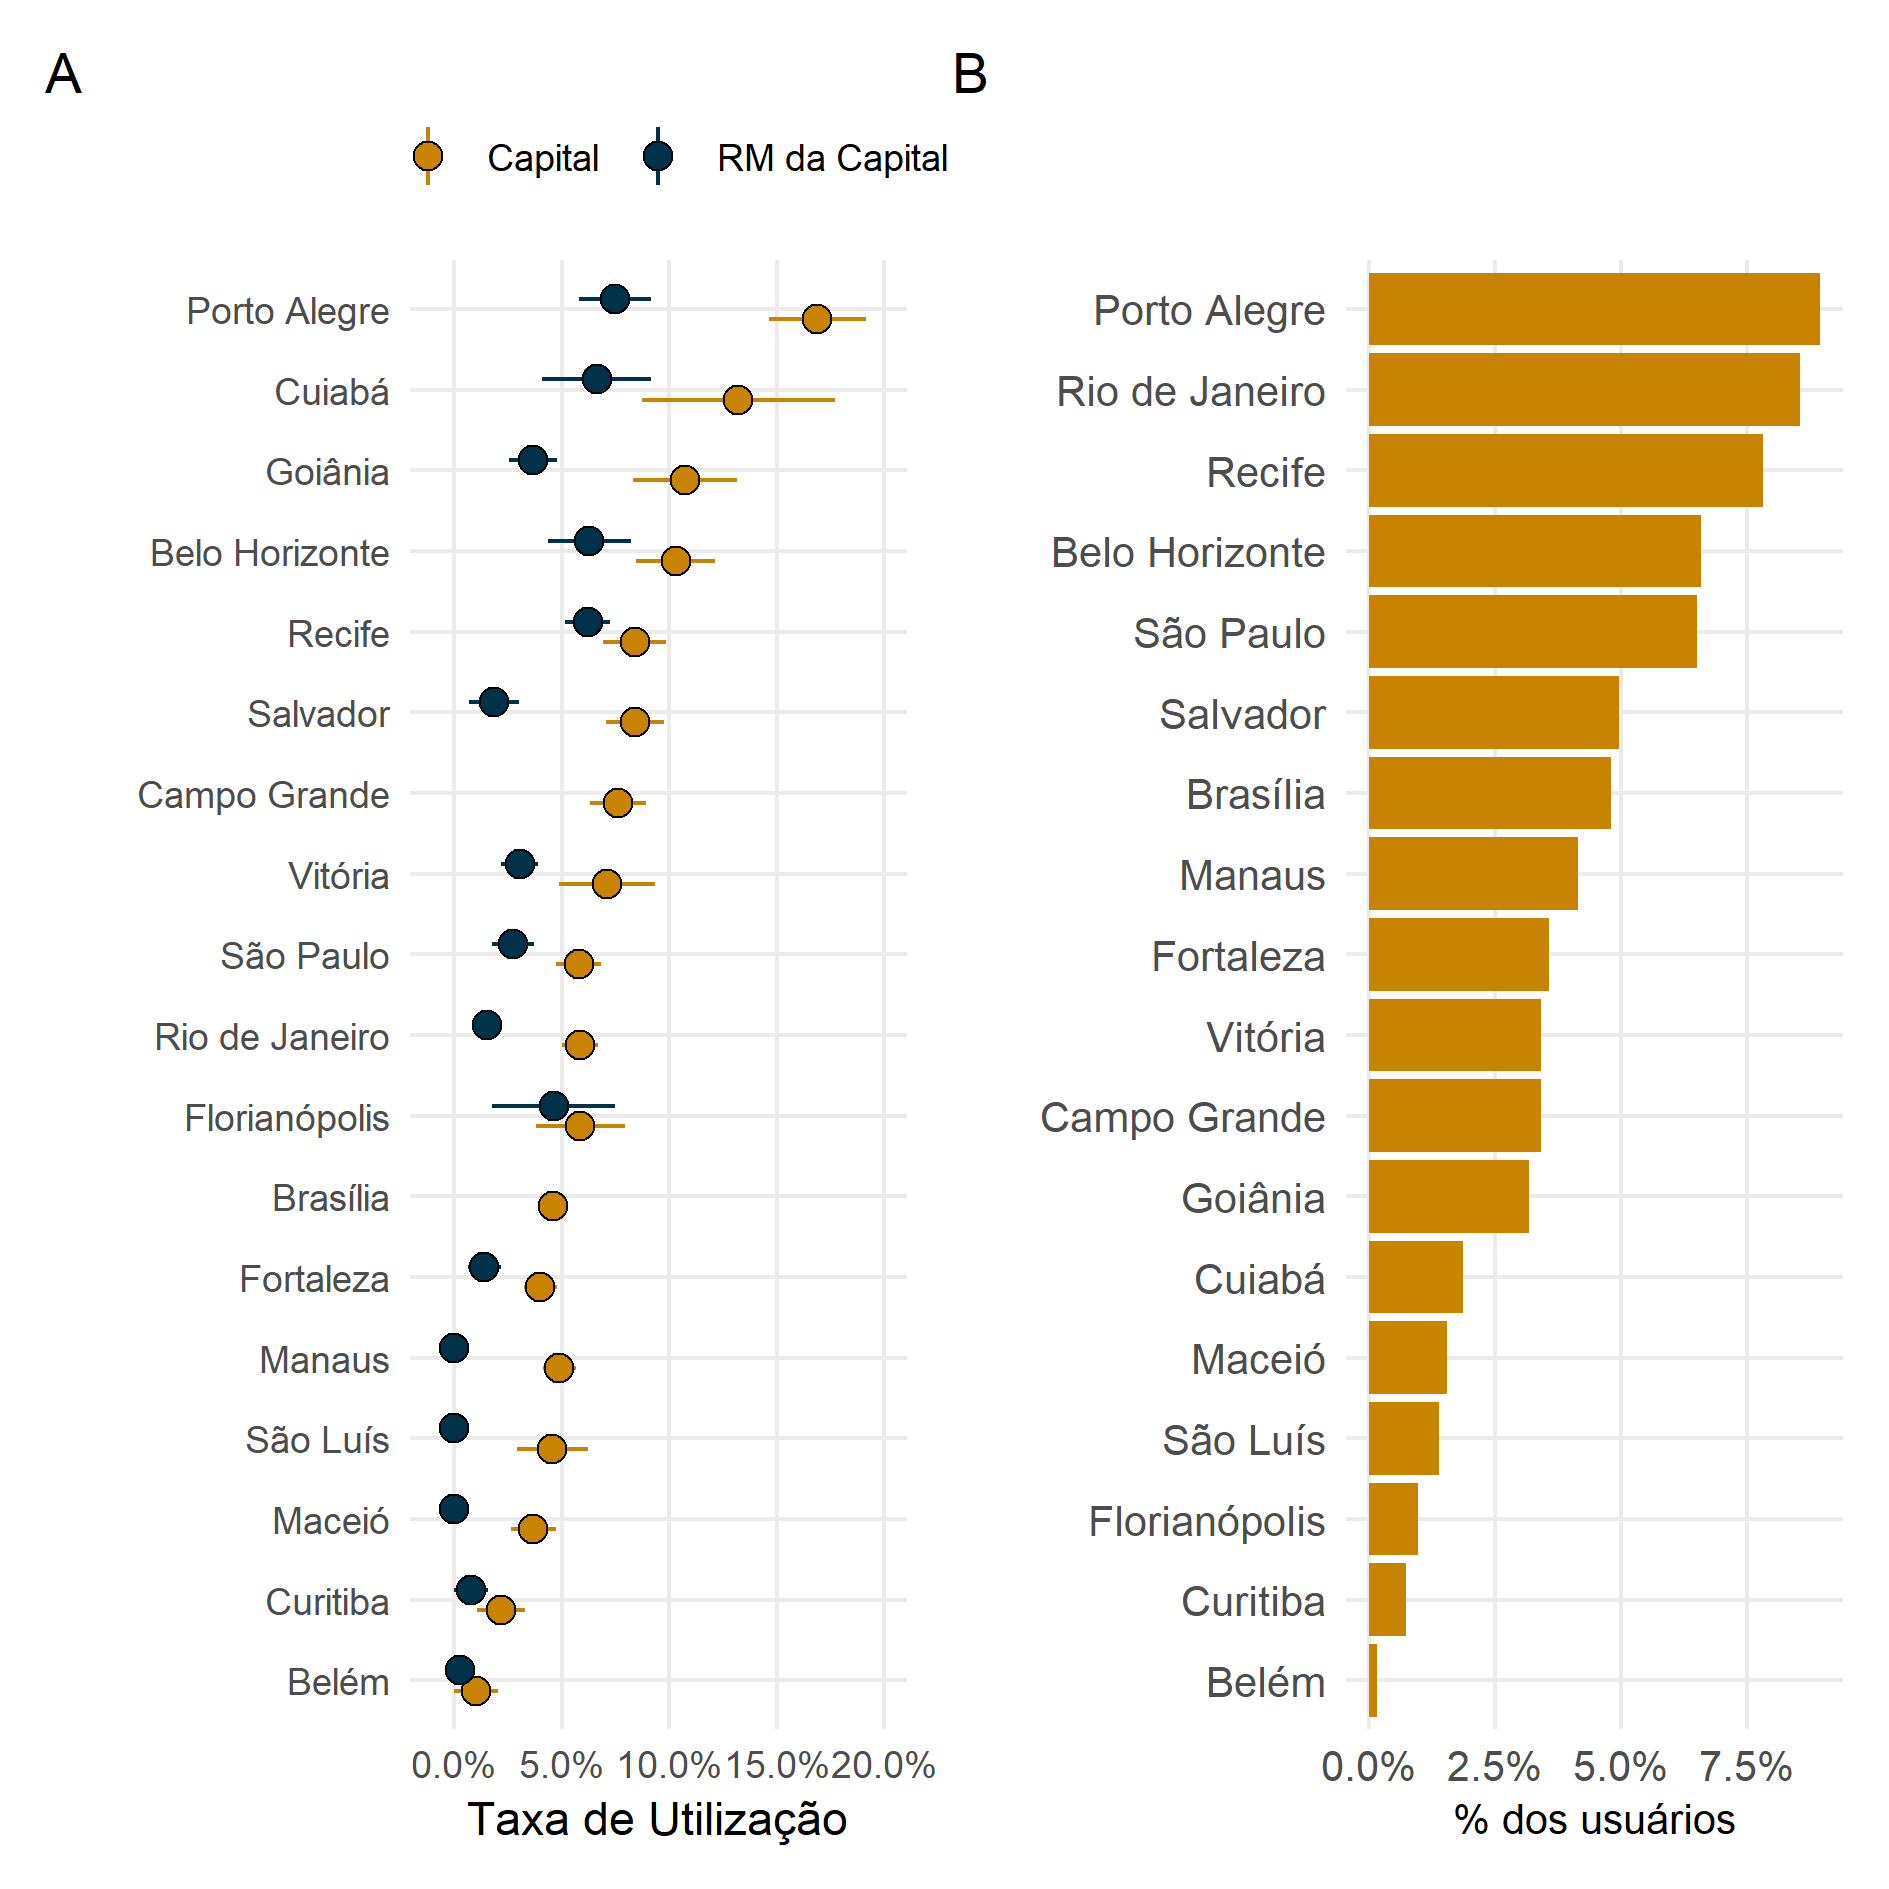 A
Capital
RM da Capital
Porto Alegre
Cuiabá
Goiânia
Belo Horizonte
Recife
Salvador
Campo Grande
Vitória
São Paulo
Rio de Janeiro
Florianópolis
Brasília
Fortaleza
Manaus
São Luís
Maceió
Curitiba
Belém
0.0% 5.0% 10.0% 15.0% 20.0%
Taxa de Utilização
B
Porto Alegre
Rio de Janeiro
Recife
Belo Horizonte
São Paulo
Salvador
Brasília
Manaus
Fortaleza
Vitória
Campo Grande
Goiânia
Cuiabá
Maceió
São Luís
Florianópolis
Curitiba
Belém
0.0% 2.5% 5.0% 7.5%
% dos usuários